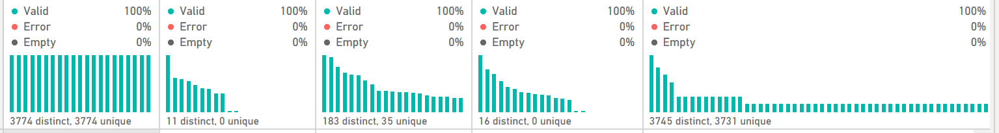 Valid 100%
Error 0%
Empty 0%
3774 distinct, 3774 unique
Valid 100%
Error 0%
Empty 0%
11 distinct, 0 unique
Valid 100%
Error 0%
Empty 0%
183 distinct, 35 unique
Valid 100%
Error 0%
Empty 0%
16 distinct, 0 unique
Valid 100%
Error 0%
Empty 0%
3745 distinct, 3731 unique